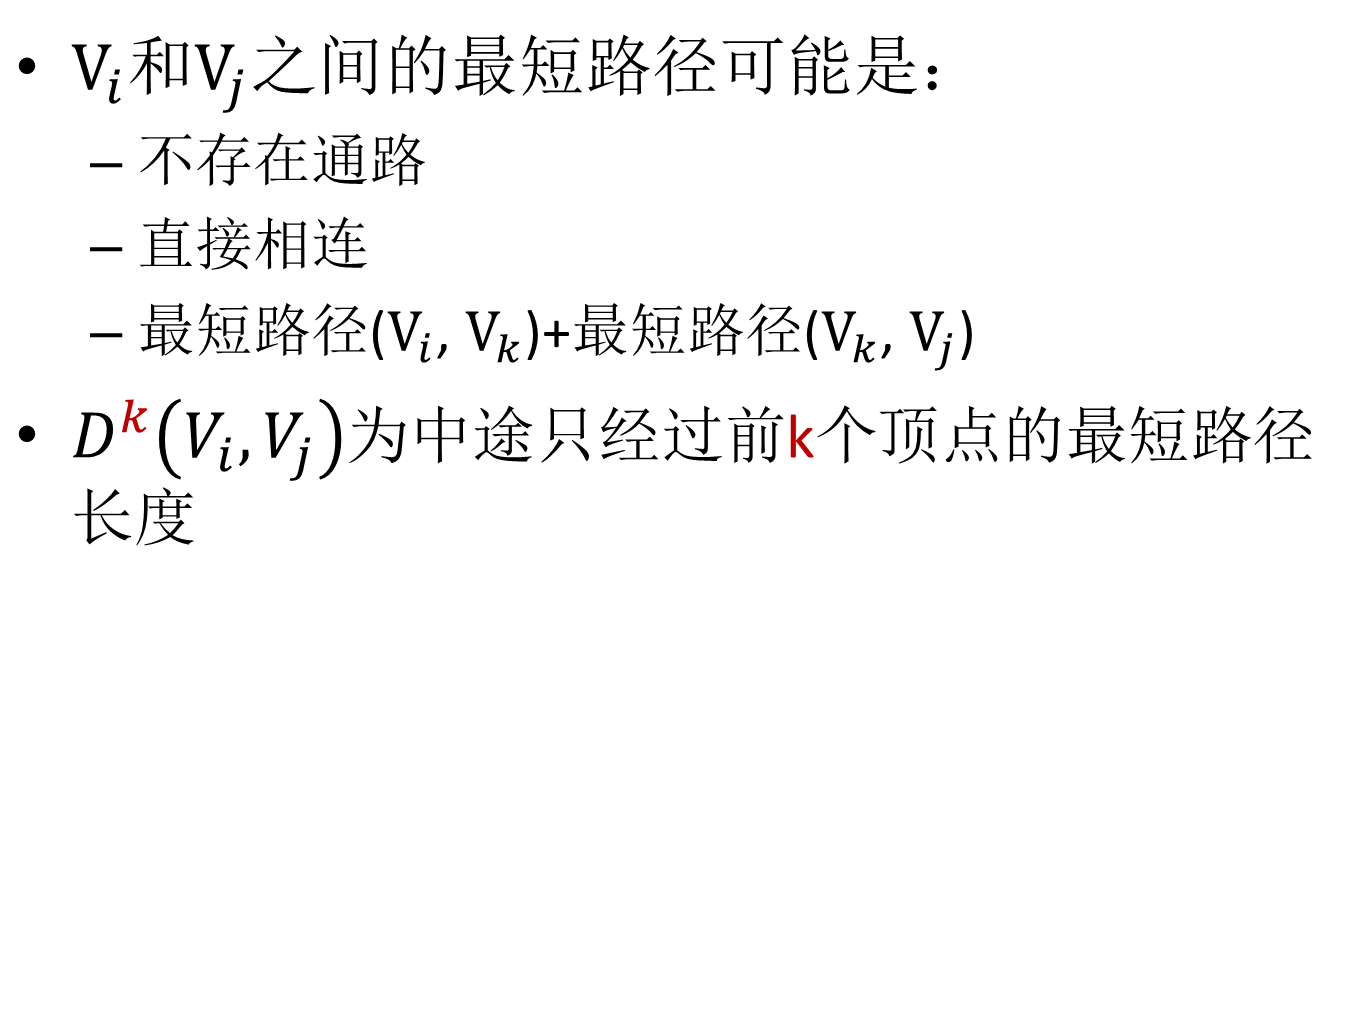 • V𝑖和V𝑗之间的最短路径可能是：
– 不存在通路
– 直接相连
– 最短路径(V𝑖, V𝑘)+最短路径(V𝑘, V𝑗)
• 𝐷^𝑘(𝑉𝑖, 𝑉𝑗)为中途只经过前k个顶点的最短路径
长度